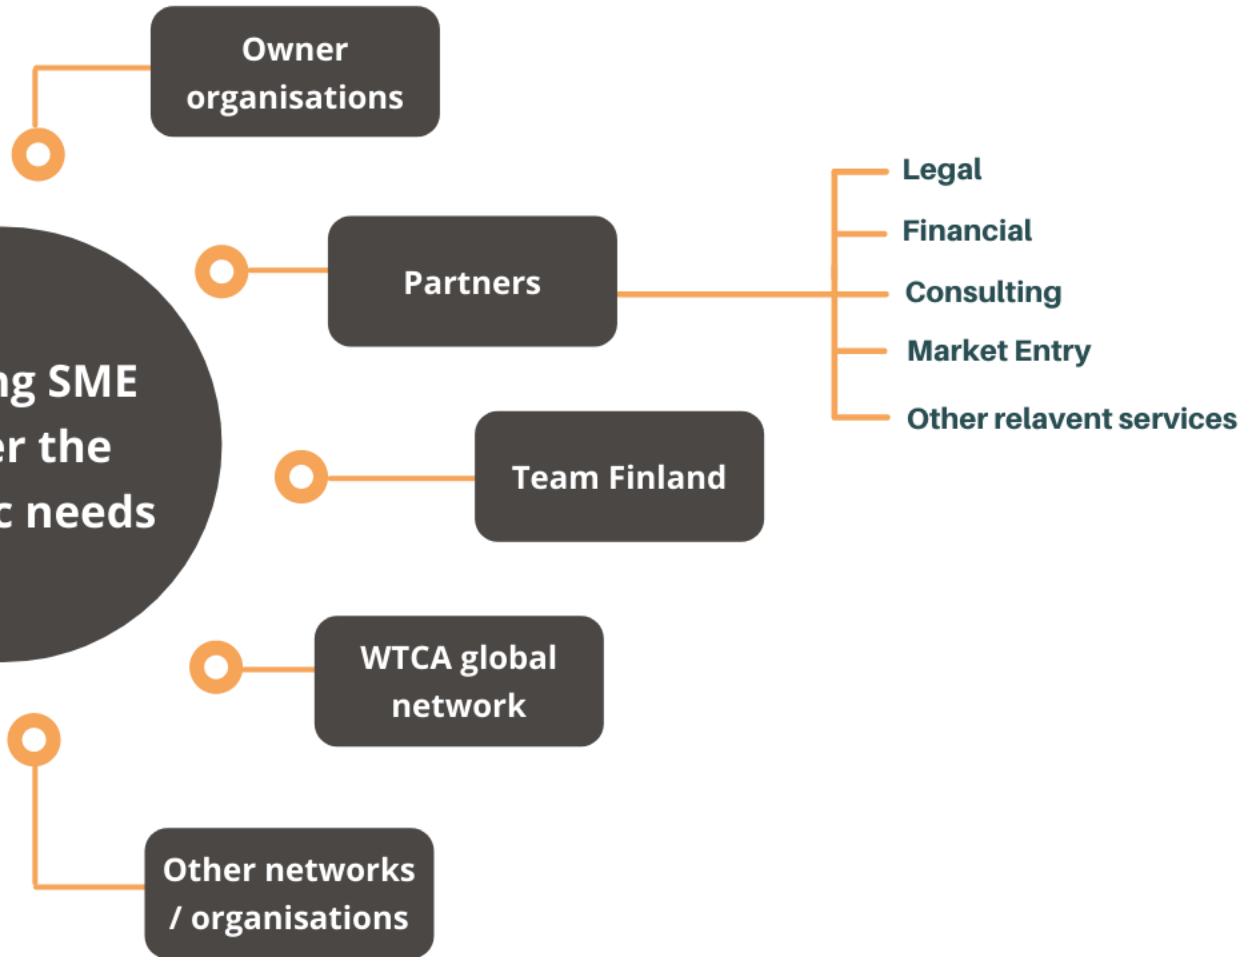 Owner
organisations
Legal
Financial
Partners
Consulting
Market Entry
Other relavent services
ng SME
er the
c needs
Team Finland
WTCA global
network
Other networks
/ organisations